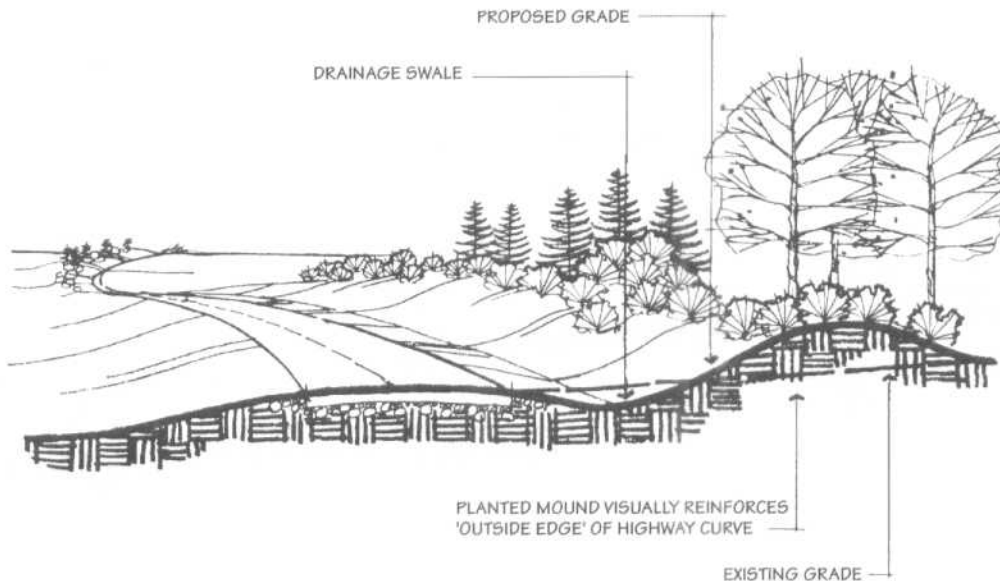 PROPOSED GRADE
DRAINAGE SWALE
PLANTED MOUND VISUALLY REINFORCES
'OUTSIDE EDGE' OF HIGHWAY CURVE
EXISTING GRADE